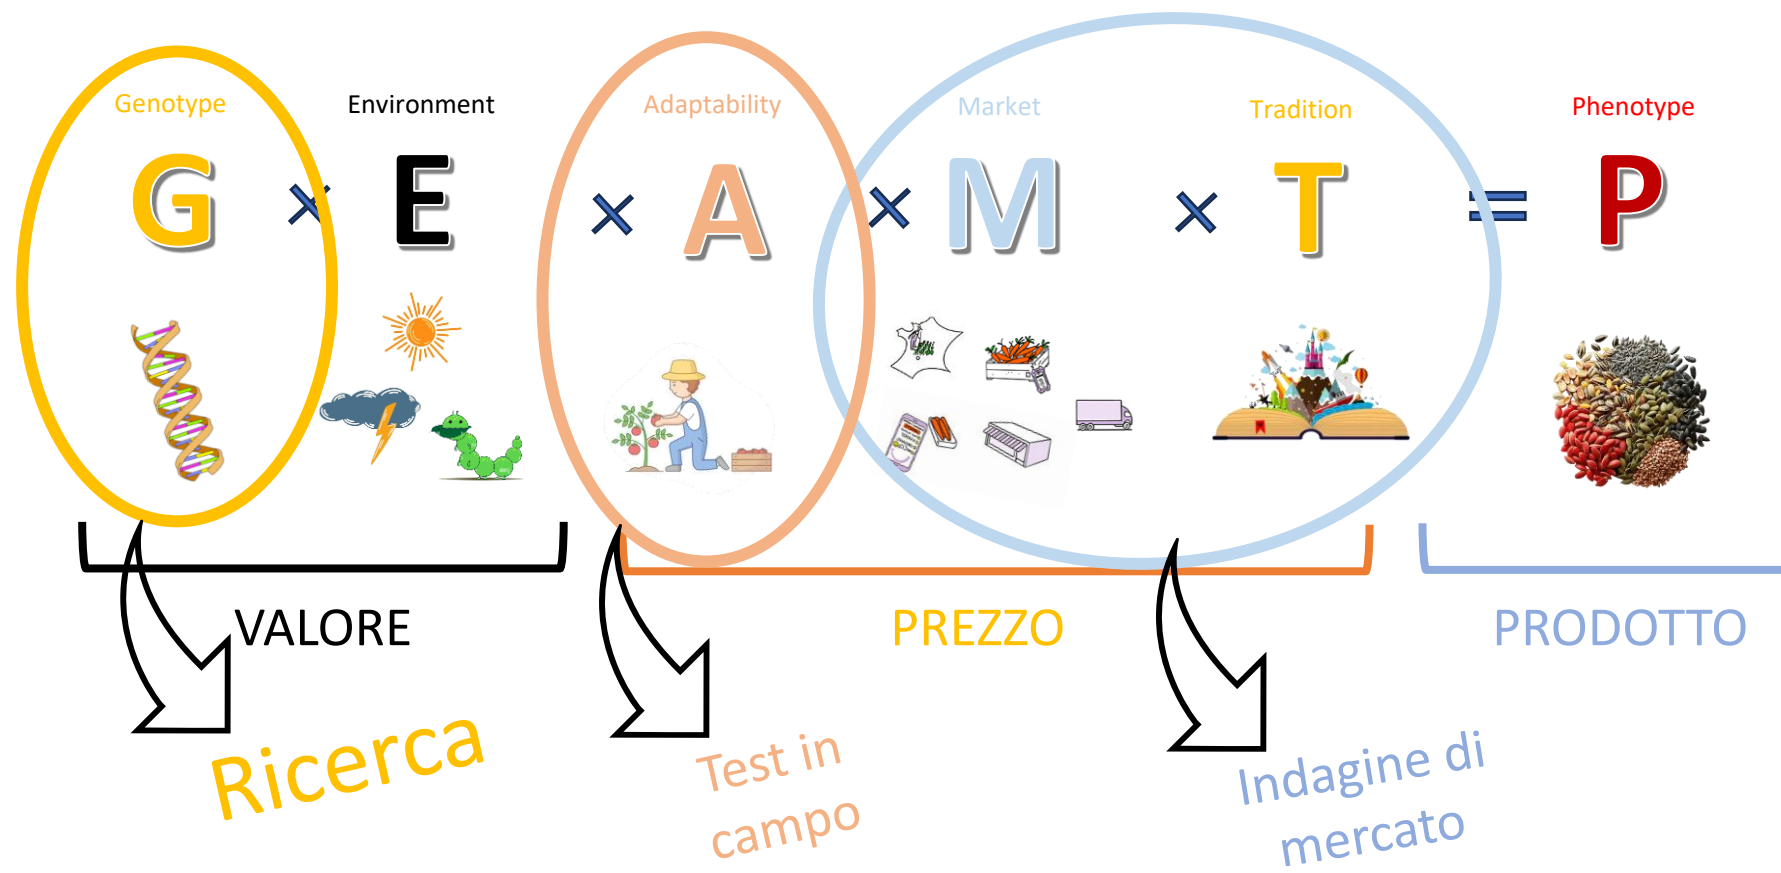 Genotype
Environment
Adaptability
Market
Tradition
Phenotype
G × E × A × M × T = P
VALORE
PREZZO
PRODOTTO
Ricerca
Test in
campo
Indagine di
mercato